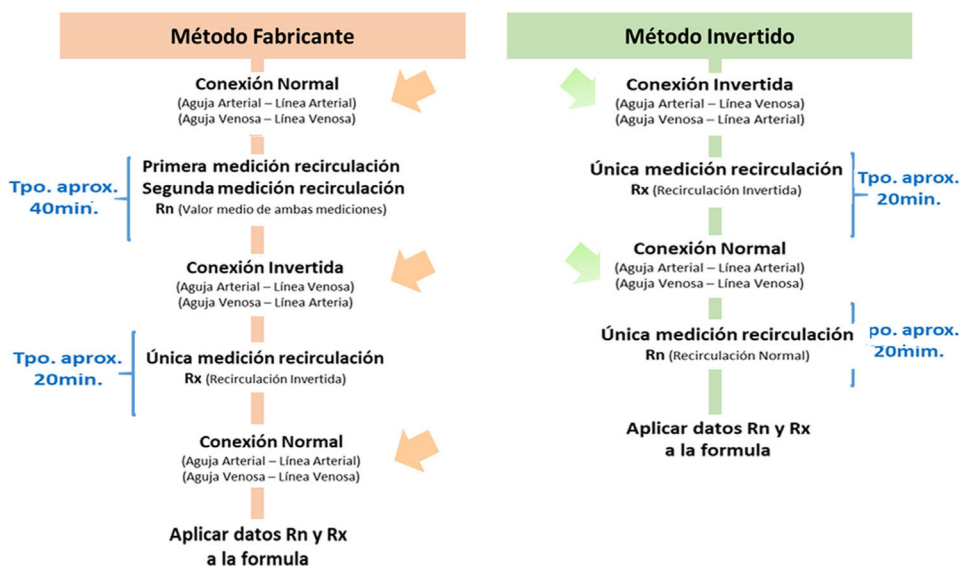 Método Fabricante
Conexión Normal
(Aguja Arterial – Línea Arterial)
(Aguja Venosa – Línea Venosa)
Tpo. aprox.
40min.
Primera medición recirculación
Segunda medición recirculación
Rn (Valor medio de ambas mediciones)
Conexión Invertida
(Aguja Arterial – Línea Venosa)
(Aguja Venosa – Línea Arteria)
Tpo. aprox.
20min.
Única medición recirculación
Rx (Recirculación Invertida)
Conexión Normal
(Aguja Arterial – Línea Arterial)
(Aguja Venosa – Línea Venosa)
Aplicar datos Rn y Rx
a la formula
Método Invertido
Conexión Invertida
(Aguja Arterial – Línea Venosa)
(Aguja Venosa – Línea Arterial)
Única medición recirculación
Rx (Recirculación Invertida)
Tpo. aprox.
20min.
Conexión Normal
(Aguja Arterial – Línea Arterial)
(Aguja Venosa – Línea Venosa)
Única medición recirculación
Rn (Recirculación Normal)
po. aprox.
20mim.
Aplicar datos Rn y Rx
a la formula